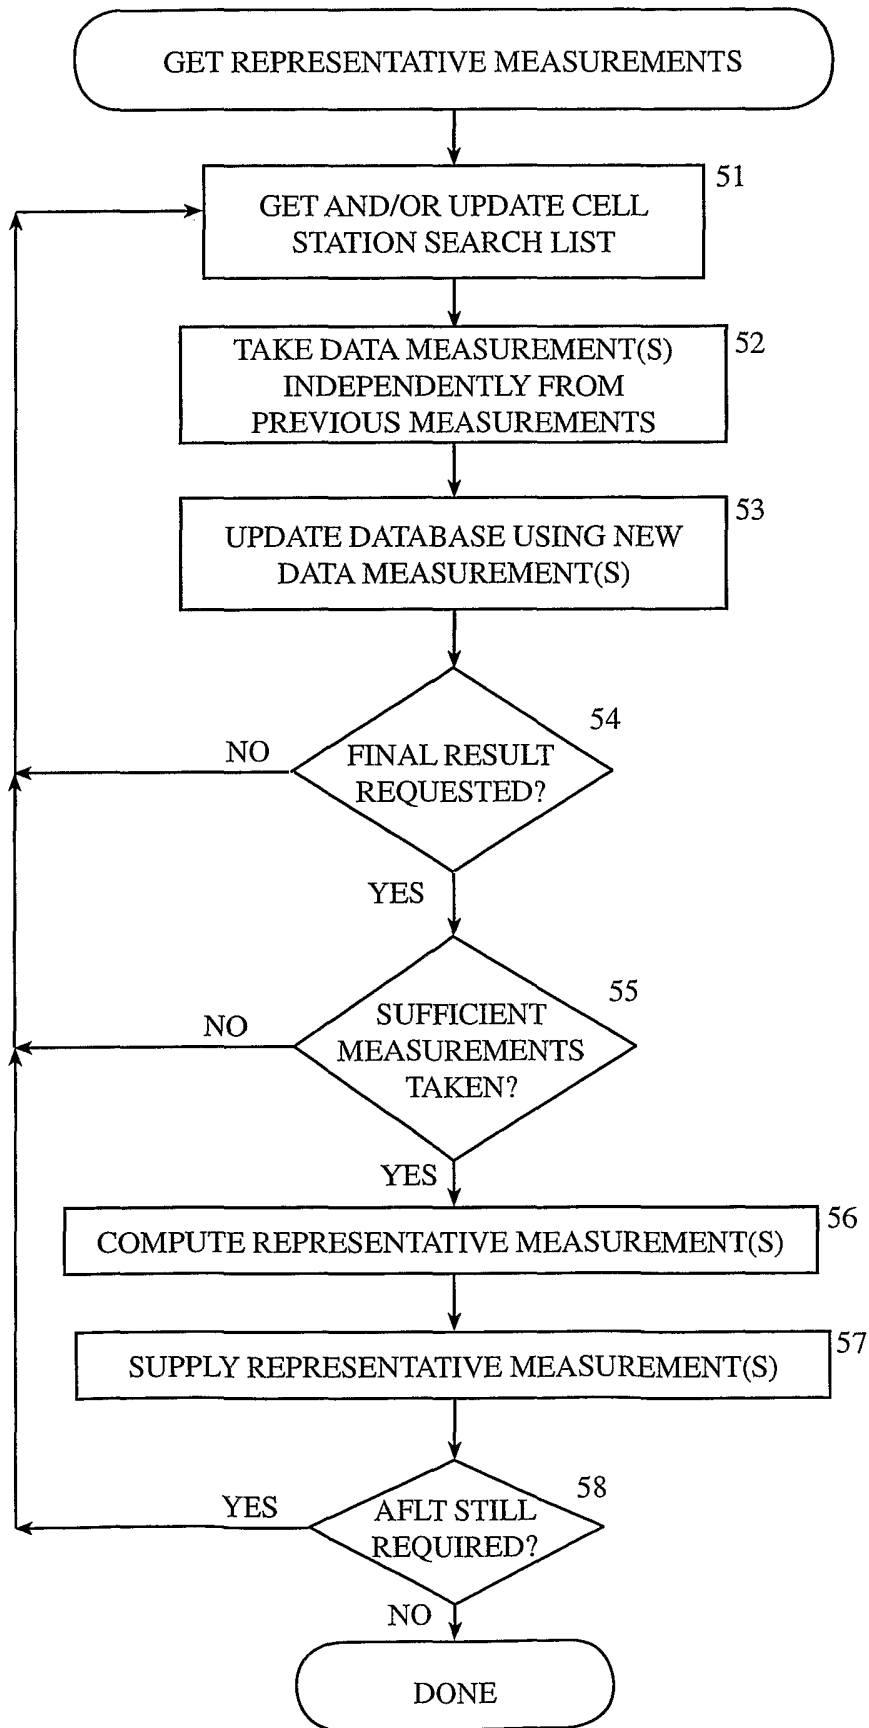 GET REPRESENTATIVE MEASUREMENTS
51
GET AND/OR UPDATE CELL
STATION SEARCH LIST
52
TAKE DATA MEASUREMENT(S)
INDEPENDENTLY FROM
PREVIOUS MEASUREMENTS
53
UPDATE DATABASE USING NEW
DATA MEASUREMENT(S)
54
NO
FINAL RESULT
REQUESTED?
YES
55
NO
SUFFICIENT
MEASUREMENTS
TAKEN?
YES
56
COMPUTE REPRESENTATIVE MEASUREMENT(S)
57
SUPPLY REPRESENTATIVE MEASUREMENT(S)
58
YES
AFLT STILL
REQUIRED?
NO
DONE